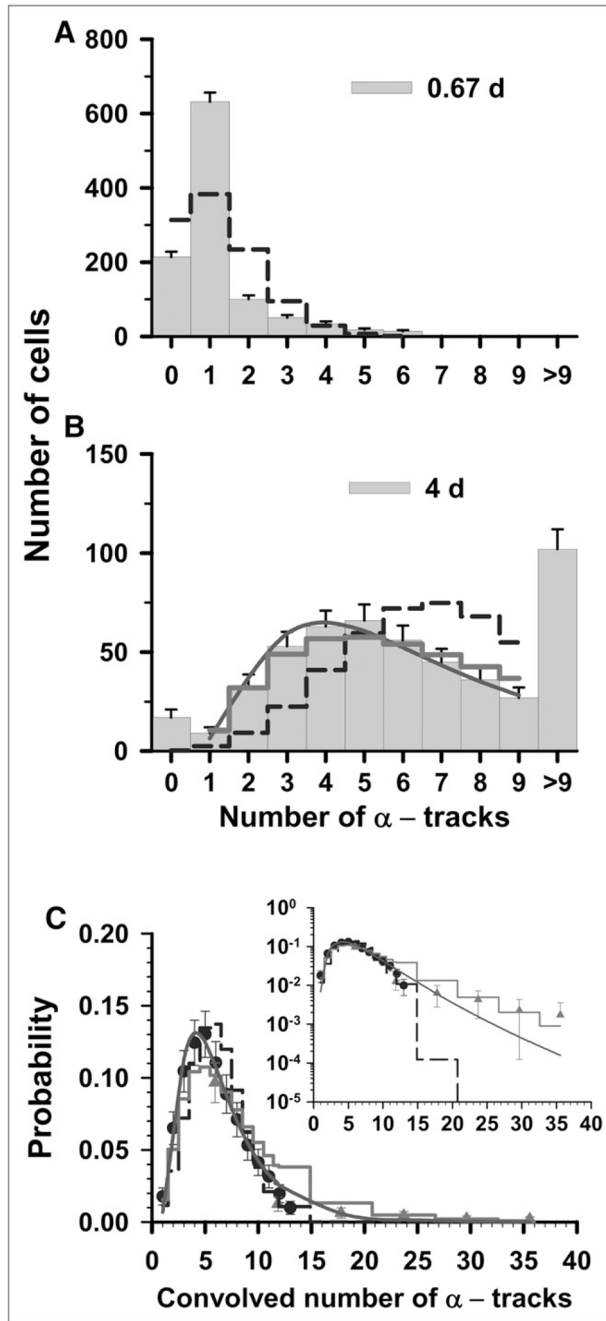 A
800
600
400
200
0
0.67 d
0 1 2 3 4 5 6 7 8 9 >9
Number of cells
B
150
100
50
0
4 d
0 1 2 3 4 5 6 7 8 9 >9
Number of α – tracks
C
0.20
0.15
0.10
0.05
0.00
Probability
10^0
10^-1
10^-2
10^-3
10^-4
10^-5
0 5 10 15 20 25 30 35 40
0 5 10 15 20 25 30 35 40
Convolved number of α – tracks